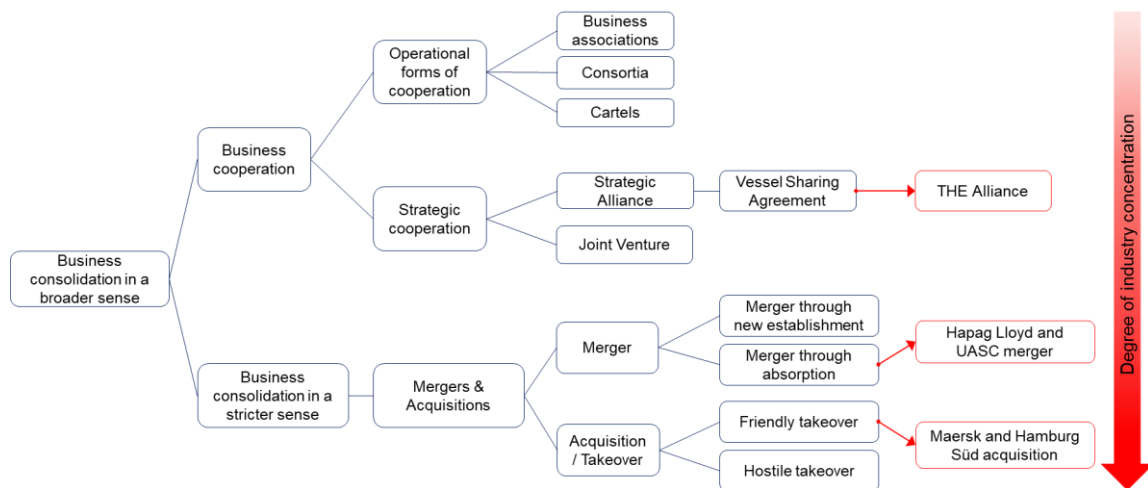 Business
associations
Operational
forms of
cooperation
Consortia
Cartels
Business
cooperation
Strategic
Alliance
Vessel Sharing
Agreement
THE Alliance
Strategic
cooperation
Joint Venture
Business
consolidation in a
broader sense
Merger through
new establishment
Merger
Merger through
absorption
Hapag Lloyd and
UASC merger
Business
consolidation in a
stricter sense
Mergers &
Acquisitions
Friendly takeover
Acquisition
/ Takeover
Maersk and Hamburg
Süd acquisition
Hostile takeover
Degree of industry concentration